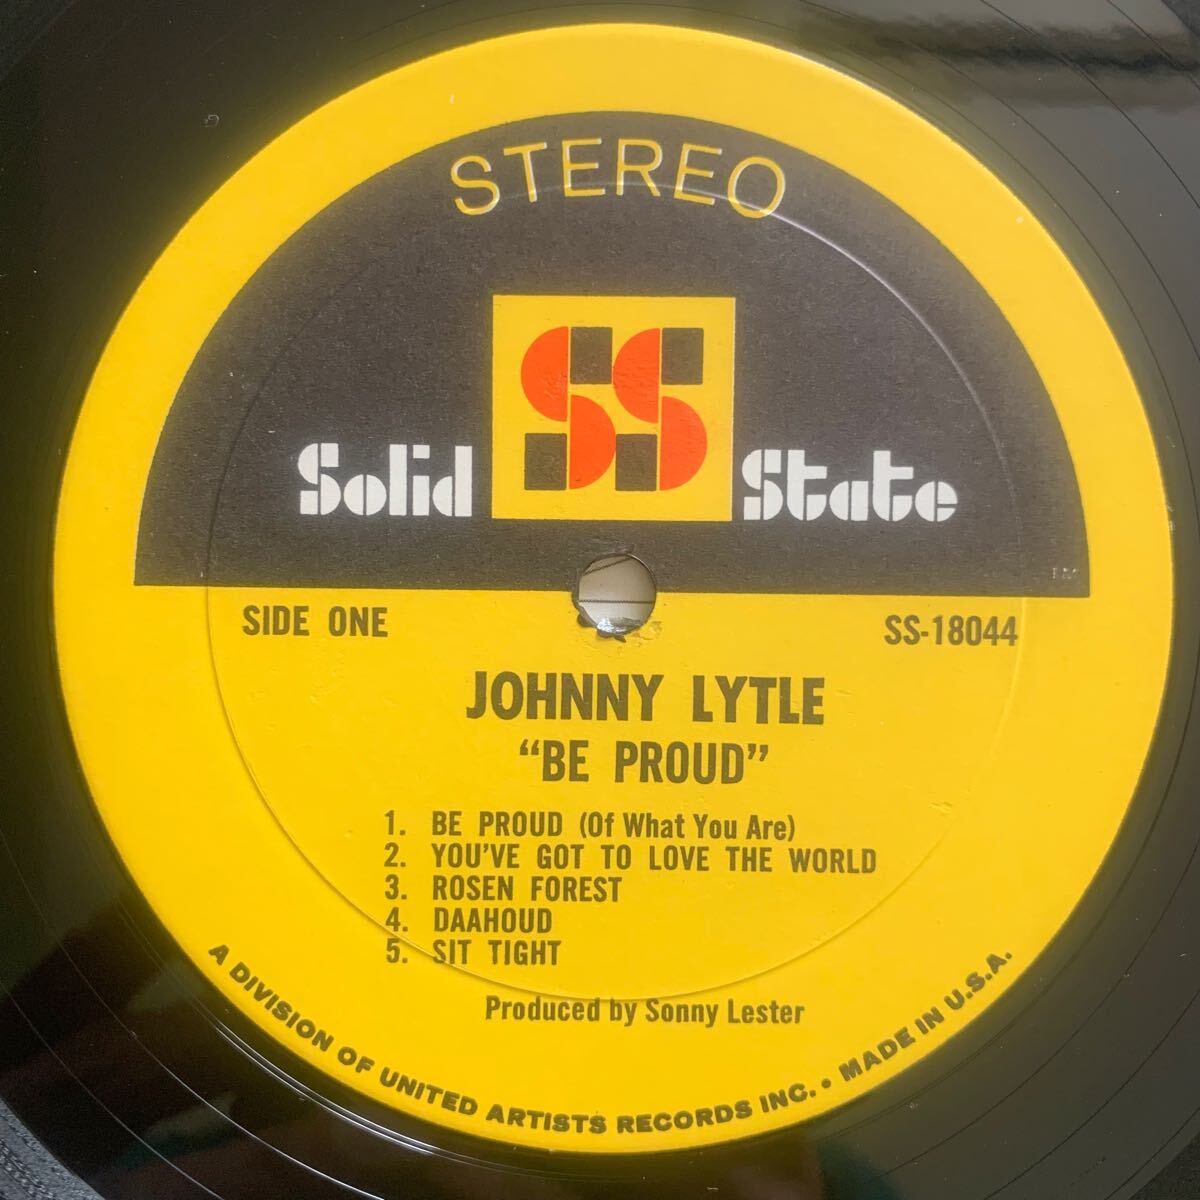 STEREO
SS
Solid State
SIDE ONE
SS-18044
JOHNNY LYTLE
"BE PROUD"
1. BE PROUD (Of What You Are)
2. YOU'VE GOT TO LOVE THE WORLD
3. ROSEN FOREST
4. DAAHOUD
5. SIT TIGHT
Produced by Sonny Lester
A DIVISION OF UNITED ARTISTS RECORDS INC. • MADE IN U.S.A.